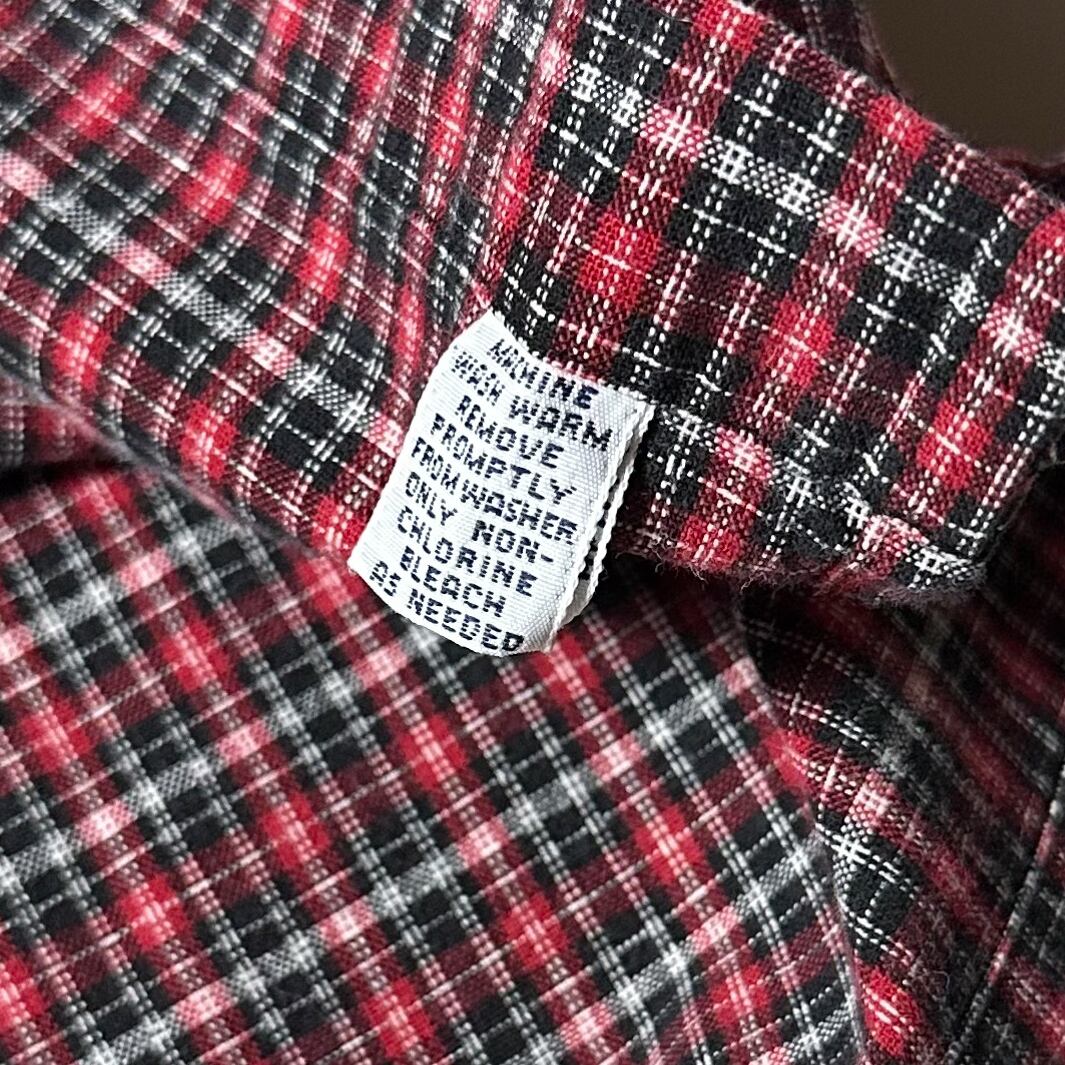 MACHINE
WASH WARM
REMOVE
PROMPTLY
FROM WASHER
ONLY NON-
CHLORINE
BLEACH
AS NEEDED